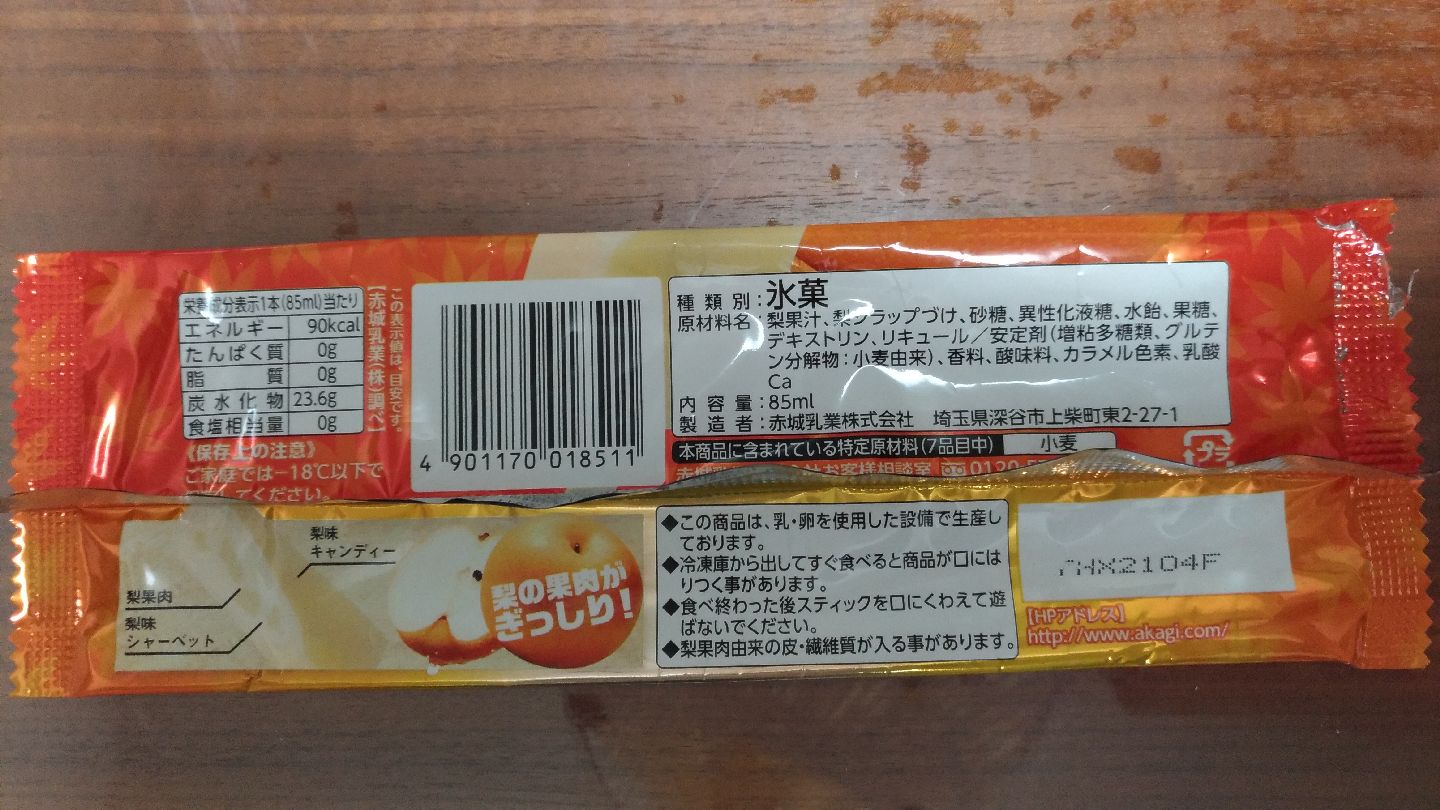 栄養成分表示1本(85ml)当たり
エネルギー 90kcal
たんぱく質 0g
脂質 0g
炭水化物 23.6g
食塩相当量 0g
この表示値は、目安です。
【赤城乳業㈱調べ】
《保存上の注意》
ご家庭では−18℃以下で
てください。
4 901170 018511
種類別:氷菓
原材料名:梨果汁、梨シラップづけ、砂糖、異性化液糖、水飴、果糖、
デキストリン、リキュール／安定剤(増粘多糖類、グルテ
ン分解物:小麦由来)、香料、酸味料、カラメル色素、乳酸
Ca
内容量:85ml
製造者:赤城乳業株式会社 埼玉県深谷市上柴町東2-27-1
本商品に含まれている特定原材料(7品目中) 小麦
お客様相談室 0120
プラ
梨味
キャンディー
梨果肉
梨味
シャーベット
梨の果肉が
ぎっしり!
◆この商品は、乳・卵を使用した設備で生産し
ております。
◆冷凍庫から出してすぐ食べると商品が口には
りつく事があります。
◆食べ終わった後スティックを口にくわえて遊
ばないでください。
◆梨果肉由来の皮・繊維質が入る事があります。
2104F
【HPアドレス】
http://www.akagi.com/